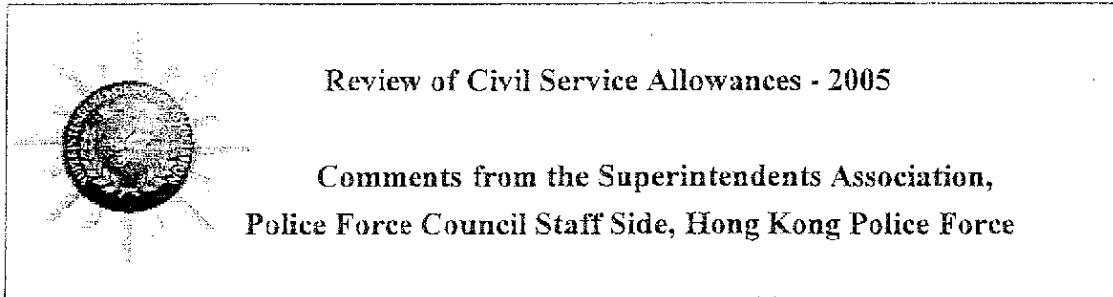 Review of Civil Service Allowances - 2005
Comments from the Superintendents Association,
Police Force Council Staff Side, Hong Kong Police Force